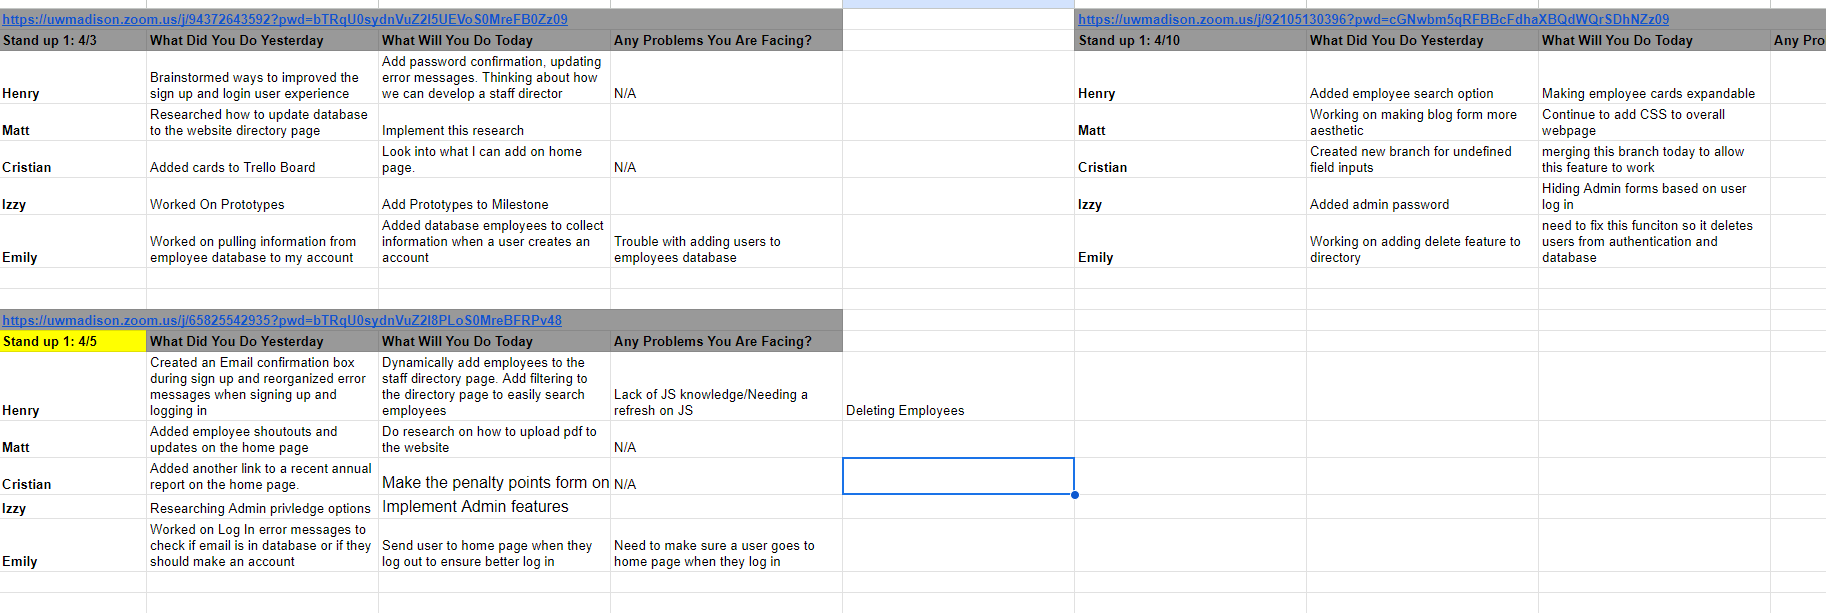 https://uwmadison.zoom.us/j/94372643592?pwd=bTRqU0sydnVuZ2I5UEVoS0MreFB0Zz09
Stand up 1: 4/3 What Did You Do Yesterday What Will You Do Today Any Problems You Are Facing?
Henry
Brainstormed ways to improved the
sign up and login user experience
Add password confirmation, updating
error messages. Thinking about how
we can develop a staff director
N/A
Matt
Researched how to update database
to the website directory page
Implement this research
Cristian
Added cards to Trello Board
Look into what I can add on home
page.
N/A
Izzy
Worked On Prototypes
Add Prototypes to Milestone
Emily
Worked on pulling information from
employee database to my account
Added database employees to collect
information when a user creates an
account
Trouble with adding users to
employees database
https://uwmadison.zoom.us/j/92105130396?pwd=cGNwbm5qRFBBcFdhaXBQdWQrSDhNZz09
Stand up 1: 4/10 What Did You Do Yesterday What Will You Do Today Any Pro
Henry
Added employee search option
Making employee cards expandable
Matt
Working on making blog form more
aesthetic
Continue to add CSS to overall
webpage
Cristian
Created new branch for undefined
field inputs
merging this branch today to allow
this feature to work
Izzy
Added admin password
Hiding Admin forms based on user
log in
Emily
Working on adding delete feature to
directory
need to fix this funciton so it deletes
users from authentication and
database
https://uwmadison.zoom.us/j/65825542935?pwd=bTRqU0sydnVuZ2I8PLoS0MreBFRPv48
Stand up 1: 4/5 What Did You Do Yesterday What Will You Do Today Any Problems You Are Facing?
Henry
Created an Email confirmation box
during sign up and reorganized error
messages when signing up and
logging in
Dynamically add employees to the
staff directory page. Add filtering to
the directory page to easily search
employees
Lack of JS knowledge/Needing a
refresh on JS
Deleting Employees
Matt
Added employee shoutouts and
updates on the home page
Do research on how to upload pdf to
the website
N/A
Cristian
Added another link to a recent annual
report on the home page.
Make the penalty points form on
N/A
Izzy
Researching Admin privledge options
Implement Admin features
Emily
Worked on Log In error messages to
check if email is in database or if they
should make an account
Send user to home page when they
log out to ensure better log in
Need to make sure a user goes to
home page when they log in